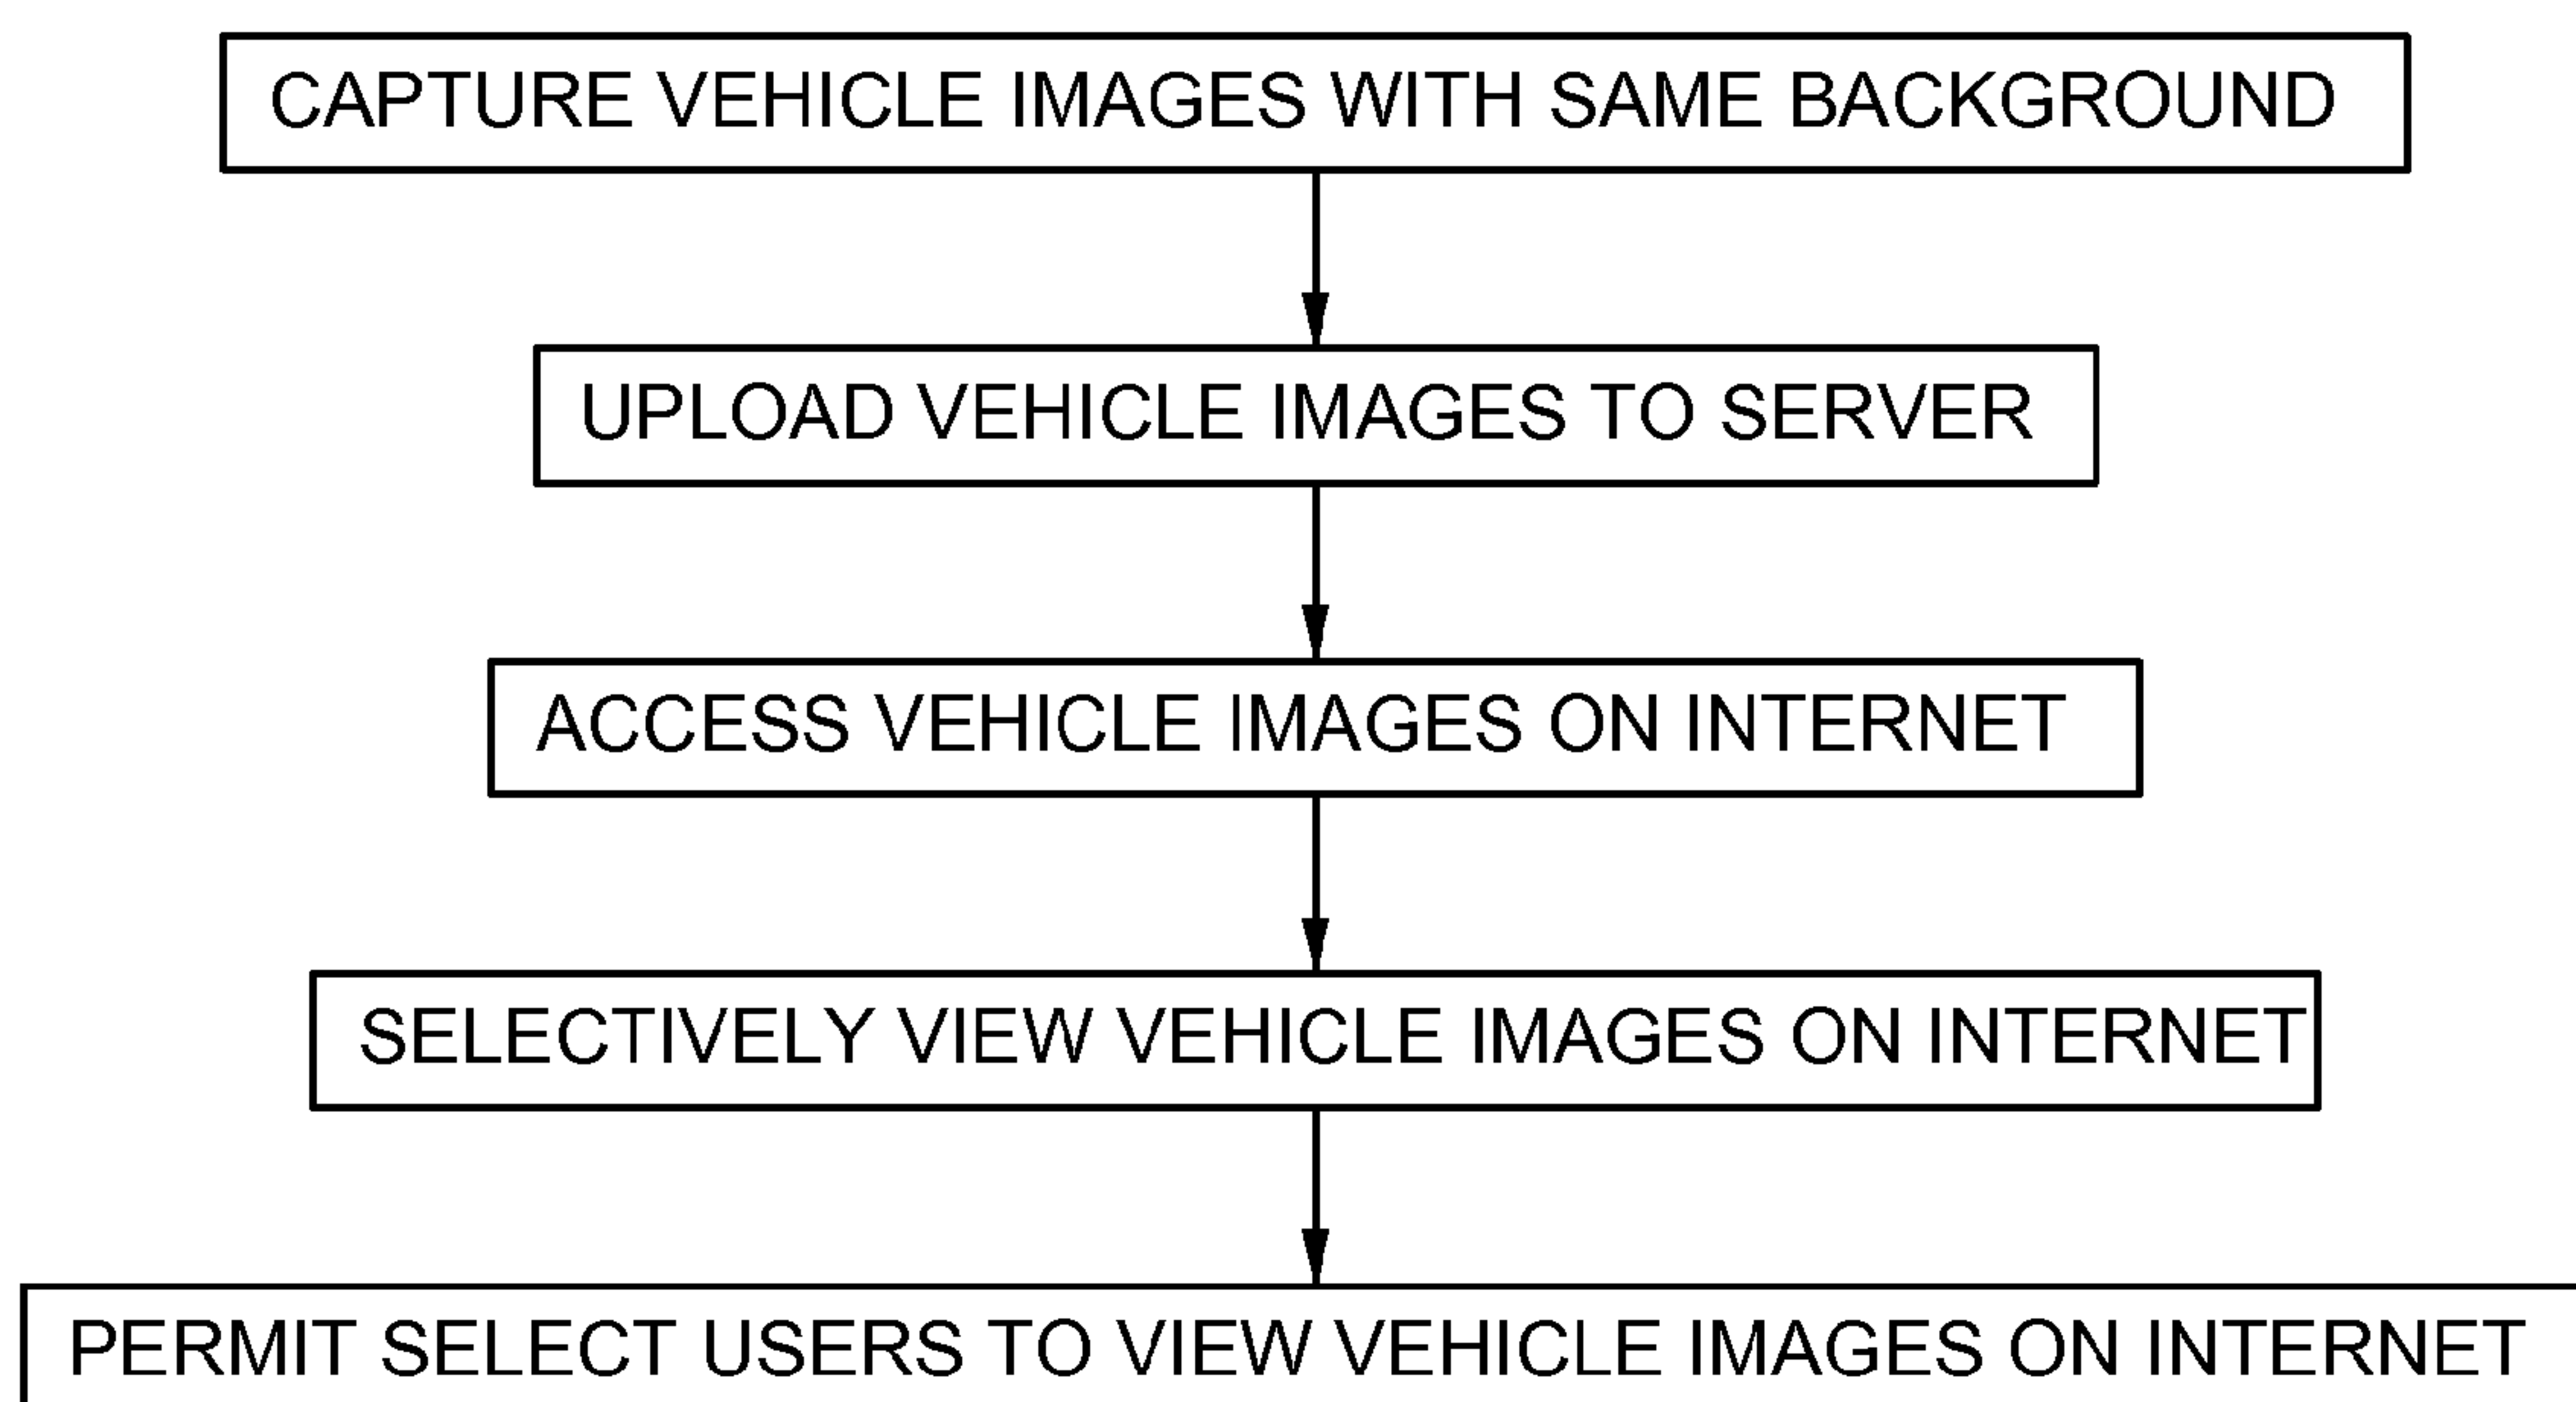 CAPTURE VEHICLE IMAGES WITH SAME BACKGROUND
UPLOAD VEHICLE IMAGES TO SERVER
ACCESS VEHICLE IMAGES ON INTERNET
SELECTIVELY VIEW VEHICLE IMAGES ON INTERNET
PERMIT SELECT USERS TO VIEW VEHICLE IMAGES ON INTERNET